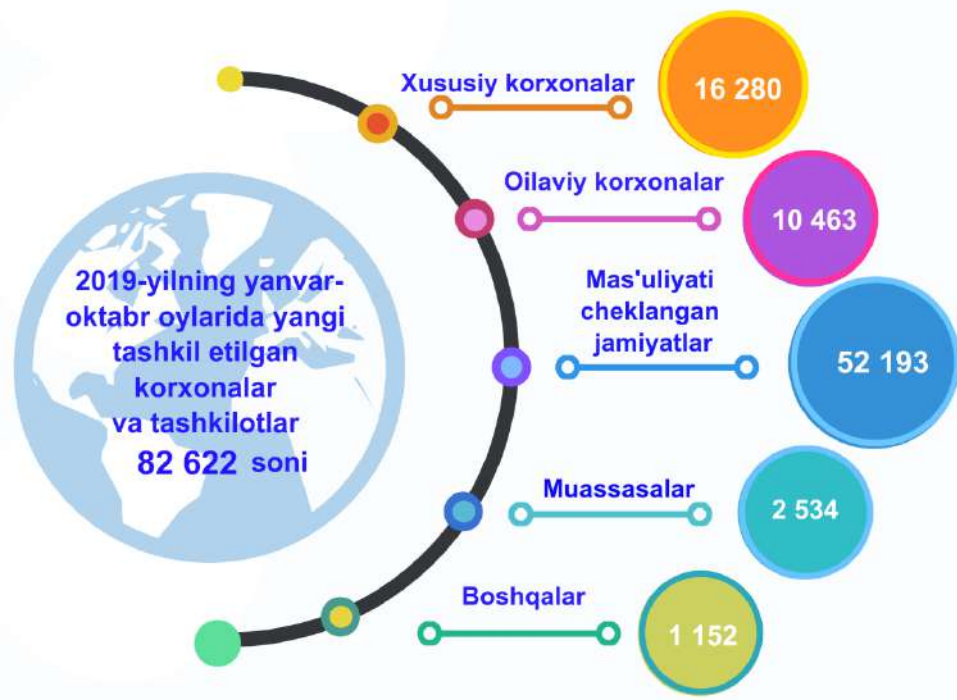 Xususiy korxonalar
16 280
Oilaviy korxonalar
10 463
2019-yilning yanvar-
oktabr oylarida yangi
tashkil etilgan
korxonalar
va tashkilotlar
82 622 soni
Mas'uliyati
cheklangan
jamiyatlar
52 193
Muassasalar
2 534
Boshqalar
1 152